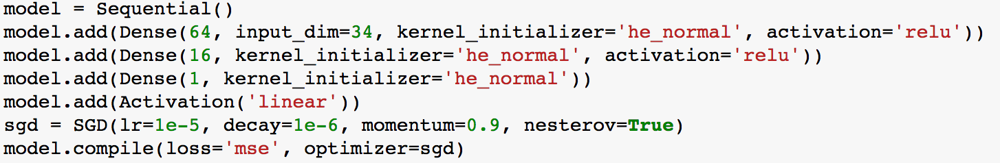 model = Sequential()
model.add(Dense(64, input_dim=34, kernel_initializer='he_normal', activation='relu'))
model.add(Dense(16, kernel_initializer='he_normal', activation='relu'))
model.add(Dense(1, kernel_initializer='he_normal'))
model.add(Activation('linear'))
sgd = SGD(lr=1e-5, decay=1e-6, momentum=0.9, nesterov=True)
model.compile(loss='mse', optimizer=sgd)